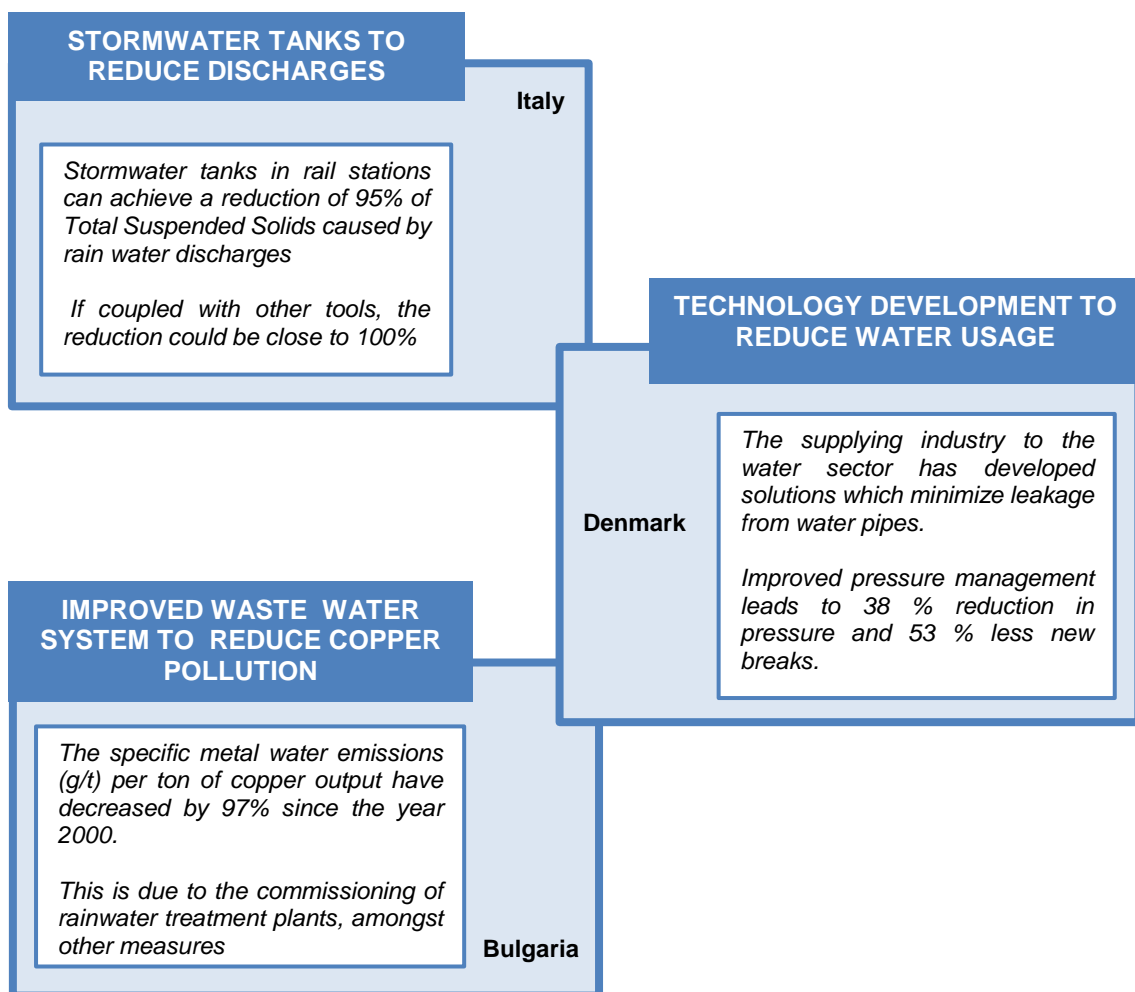 STORMWATER TANKS TO
REDUCE DISCHARGES
Italy
Stormwater tanks in rail stations
can achieve a reduction of 95% of
Total Suspended Solids caused by
rain water discharges
If coupled with other tools, the
reduction could be close to 100%
TECHNOLOGY DEVELOPMENT TO
REDUCE WATER USAGE
Denmark
The supplying industry to the
water sector has developed
solutions which minimize leakage
from water pipes.
Improved pressure management
leads to 38 % reduction in
pressure and 53 % less new
breaks.
IMPROVED WASTE WATER
SYSTEM TO REDUCE COPPER
POLLUTION
The specific metal water emissions
(g/t) per ton of copper output have
decreased by 97% since the year
2000.
This is due to the commissioning of
rainwater treatment plants, amongst
other measures
Bulgaria